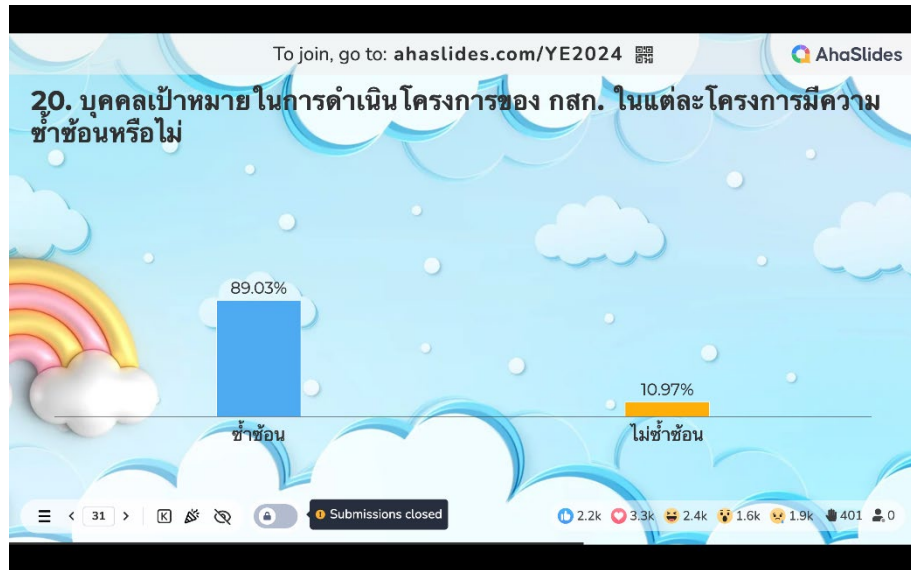 To join, go to: ahaslides.com/YE2024
AhaSlides
20. บุคคลเป้าหมายในการดำเนินโครงการของ กสก. ในแต่ละโครงการมีความ
ซ้ำซ้อนหรือไม่
89.03%
10.97%
ซ้ำซ้อน
ไม่ซ้ำซ้อน
< 31 > K Submissions closed 2.2k 3.3k 2.4k 1.6k 1.9k 401 0